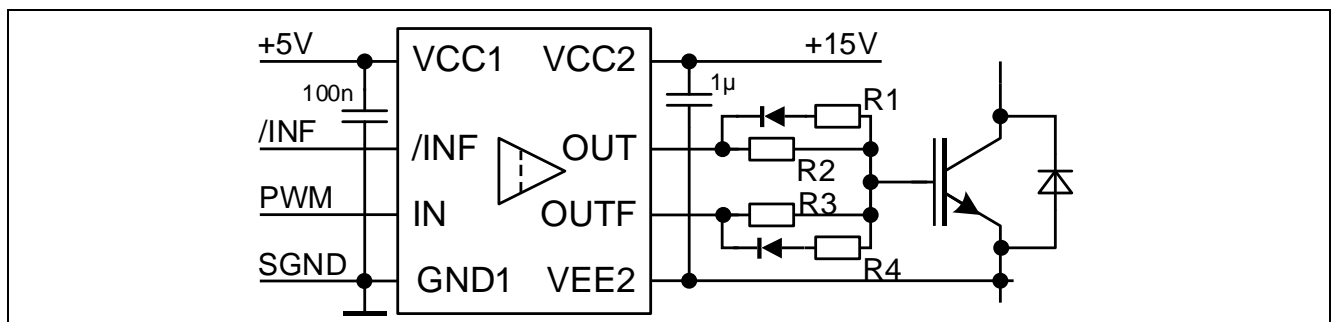 +5V
VCC1
VCC2
+15V
100n
1µ
R1
/INF
/INF
OUT
R2
PWM
IN
OUTF
R3
SGND
GND1
VEE2
R4